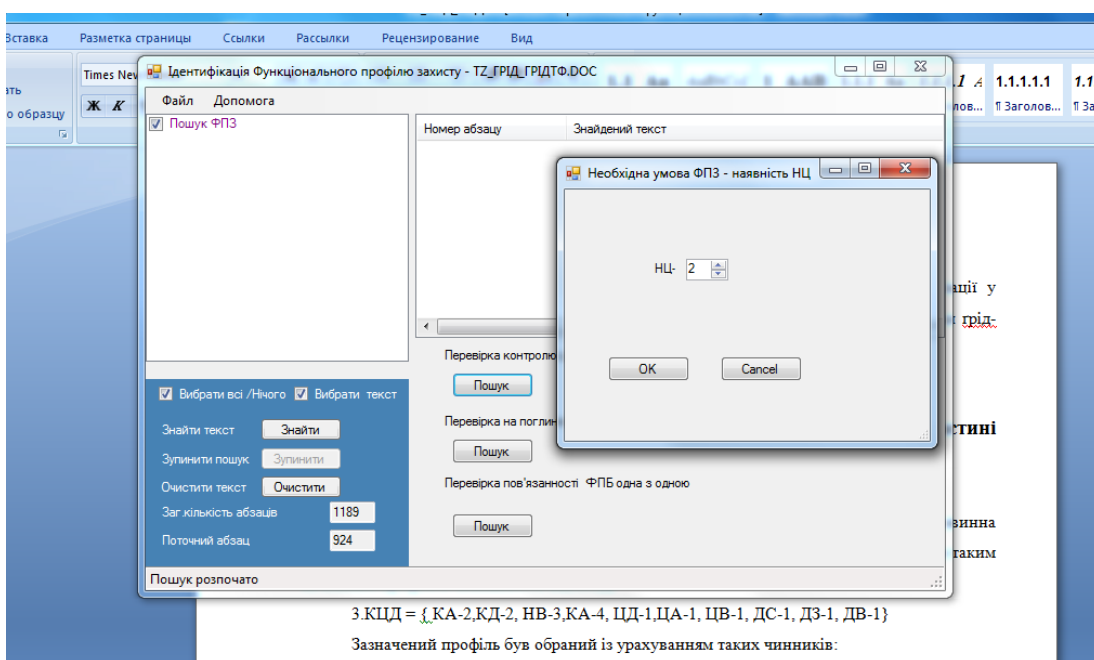 Вставка Разметка страницы Ссылки Рассылки Рецензирование Вид
Times New
Ж К
о образцу
1.1.1.1.1
¶ Заголов...
Ідентифікація Функціонального профілю захисту - TZ_ГРІД_ГРІДТФ.DOC
Файл Допомога
Пошук ФПЗ
Номер абзацу Знайдений текст
Необхідна умова ФПЗ - наявність НЦ
НЦ- 2
OK Cancel
ації у
грід-
Перевірка контролю
Пошук
Вибрати всі /Нічого Вибрати текст
Перевірка на поглин
стині
Знайти текст Знайти
Пошук
Зупинити пошук Зупинити
Перевірка пов'язанності ФПБ одна з одною
Очистити текст Очистити
Заг.кількість абзаців 1189
Пошук
винна
Поточний абзац 924
таким
Пошук розпочато
3.КЦД = { КА-2,КД-2, НВ-3,КА-4, ЦД-1,ЦА-1, ЦВ-1, ДС-1, ДЗ-1, ДВ-1}
Зазначений профіль був обраний із урахуванням таких чинників: